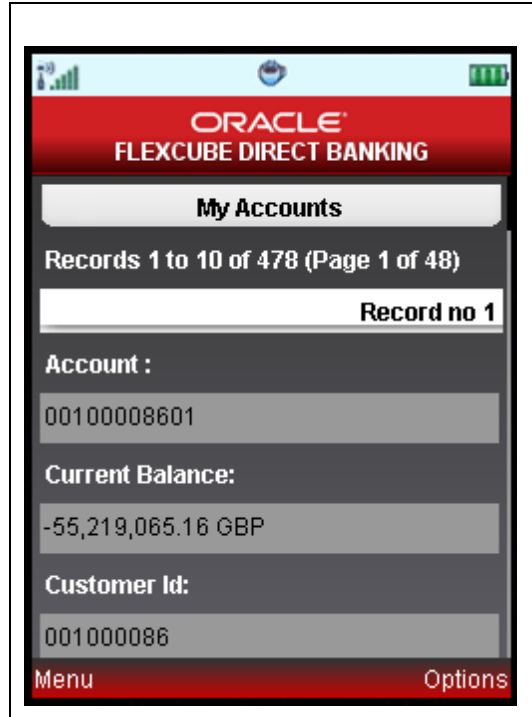 ORACLE
FLEXCUBE DIRECT BANKING
My Accounts
Records 1 to 10 of 478 (Page 1 of 48)
Record no 1
Account :
00100008601
Current Balance:
-55,219,065.16 GBP
Customer Id:
001000086
Menu
Options